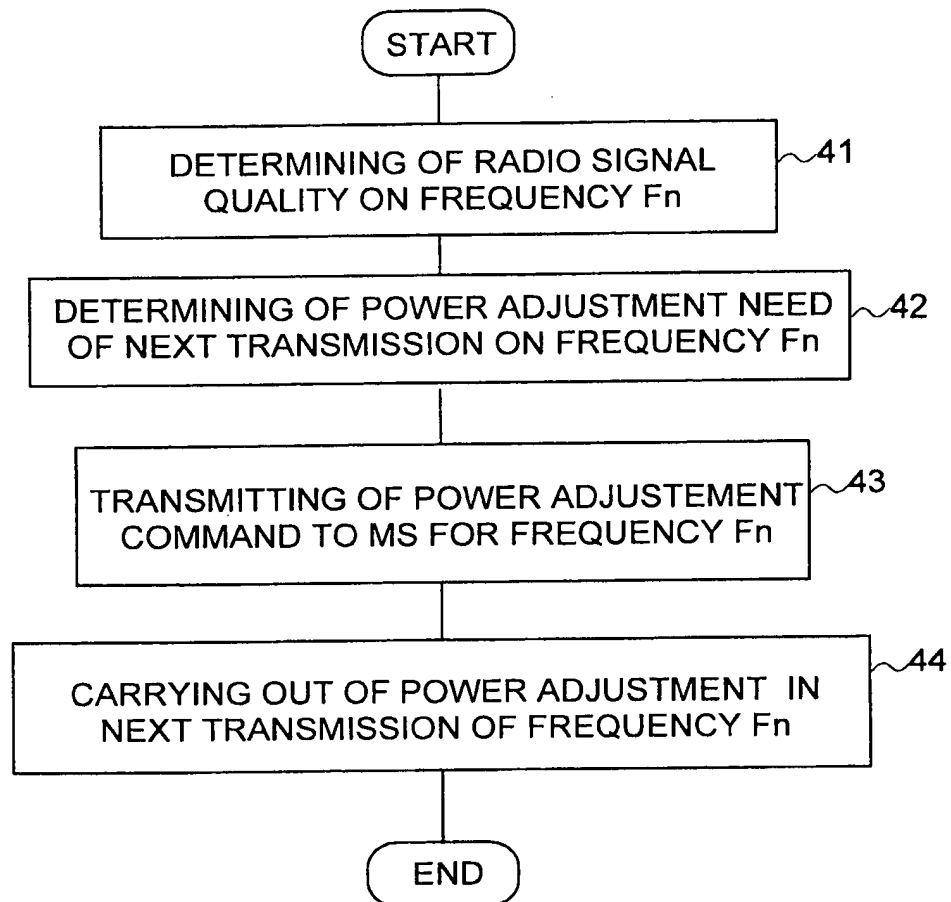 START
DETERMINING OF RADIO SIGNAL
QUALITY ON FREQUENCY Fn
41
DETERMINING OF POWER ADJUSTMENT NEED
OF NEXT TRANSMISSION ON FREQUENCY Fn
42
TRANSMITTING OF POWER ADJUSTEMENT
COMMAND TO MS FOR FREQUENCY Fn
43
CARRYING OUT OF POWER ADJUSTMENT IN
NEXT TRANSMISSION OF FREQUENCY Fn
44
END